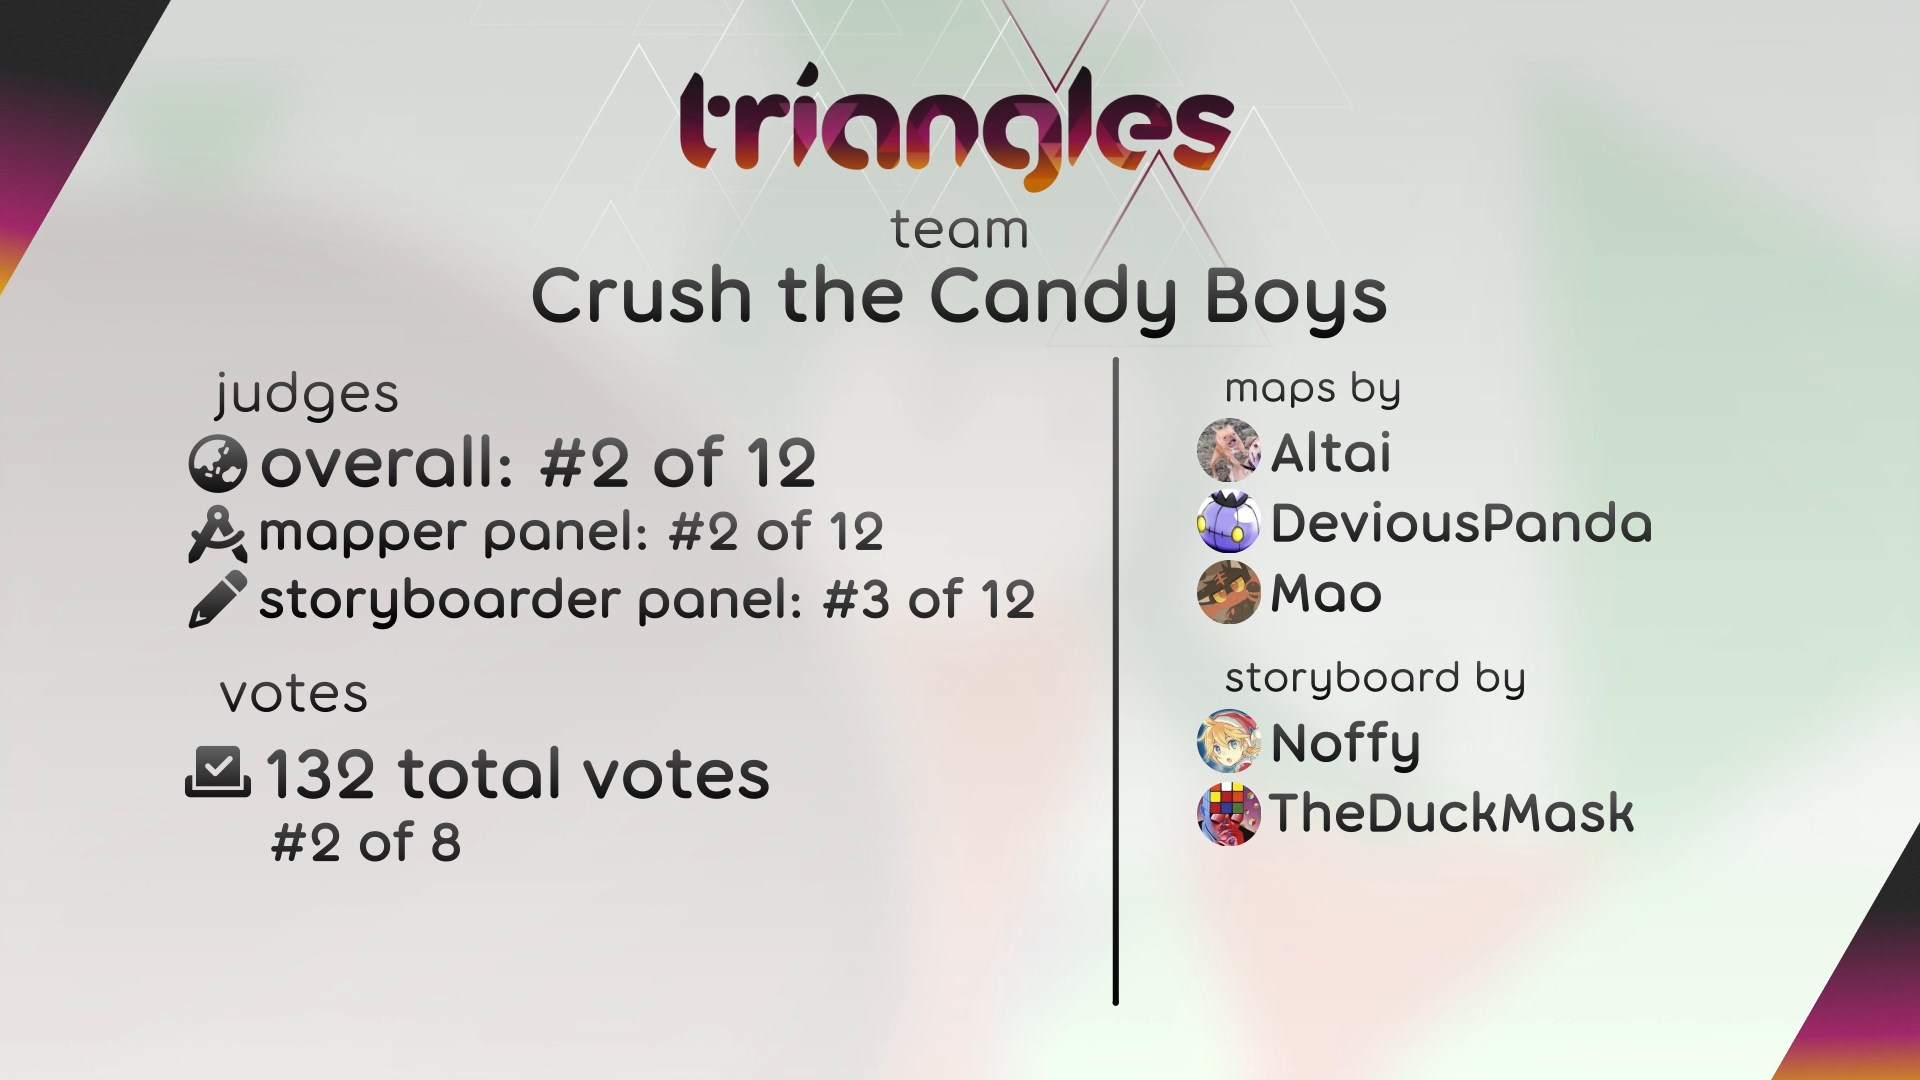 triangles
team
Crush the Candy Boys
judges
overall: #2 of 12
mapper panel: #2 of 12
storyboarder panel: #3 of 12
votes
132 total votes
#2 of 8
maps by
Altai
DeviousPanda
Mao
storyboard by
Noffy
TheDuckMask